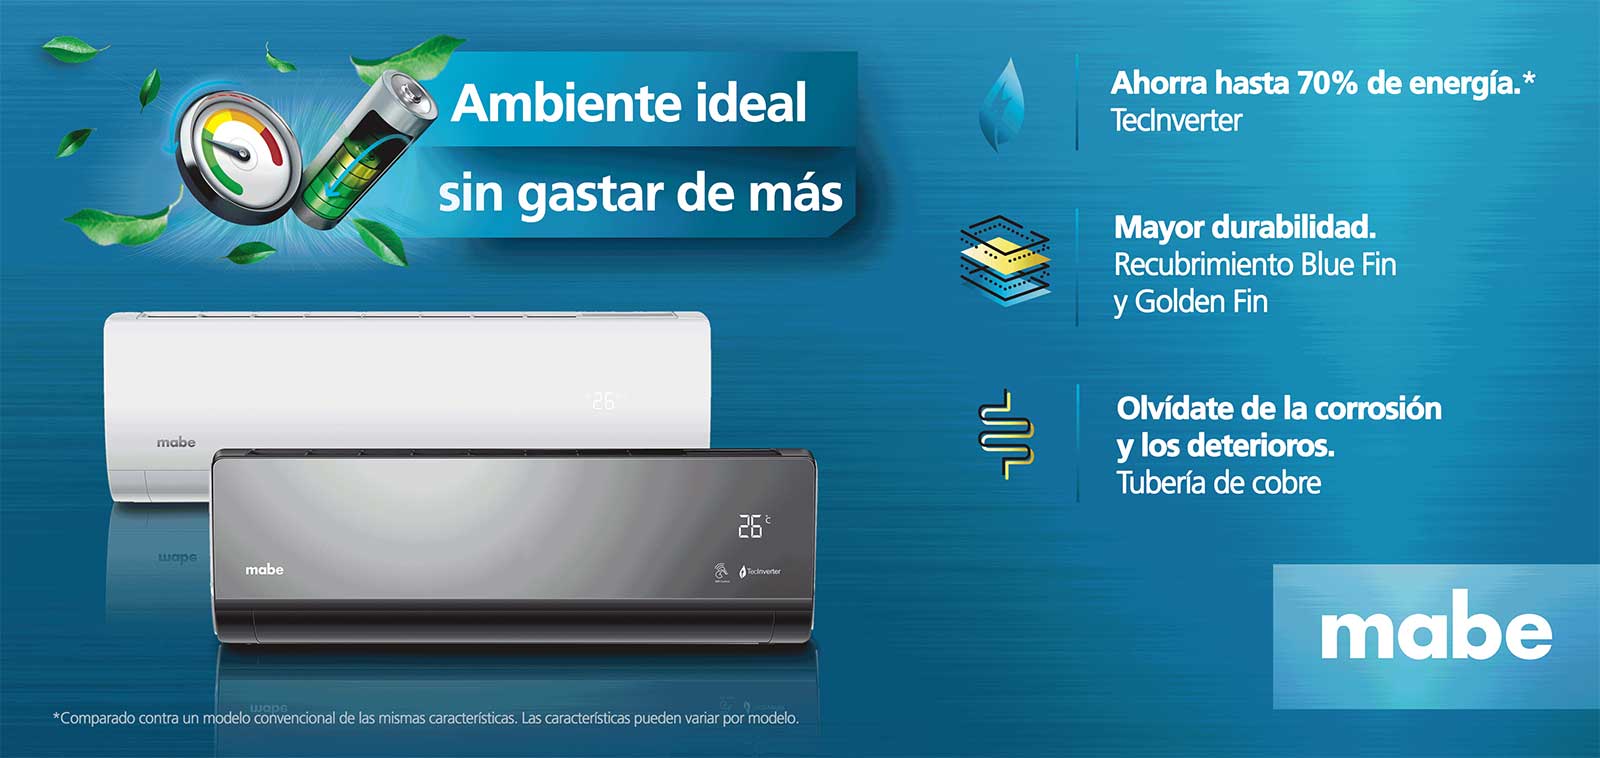 Ambiente ideal
sin gastar de más
Ahorra hasta 70% de energía.*
TecInverter
Mayor durabilidad.
Recubrimiento Blue Fin
y Golden Fin
Olvídate de la corrosión
y los deterioros.
Tubería de cobre
26
mabe
26 °c
mabe
TecInverter
mabe
*Comparado contra un modelo convencional de las mismas características. Las características pueden variar por modelo.